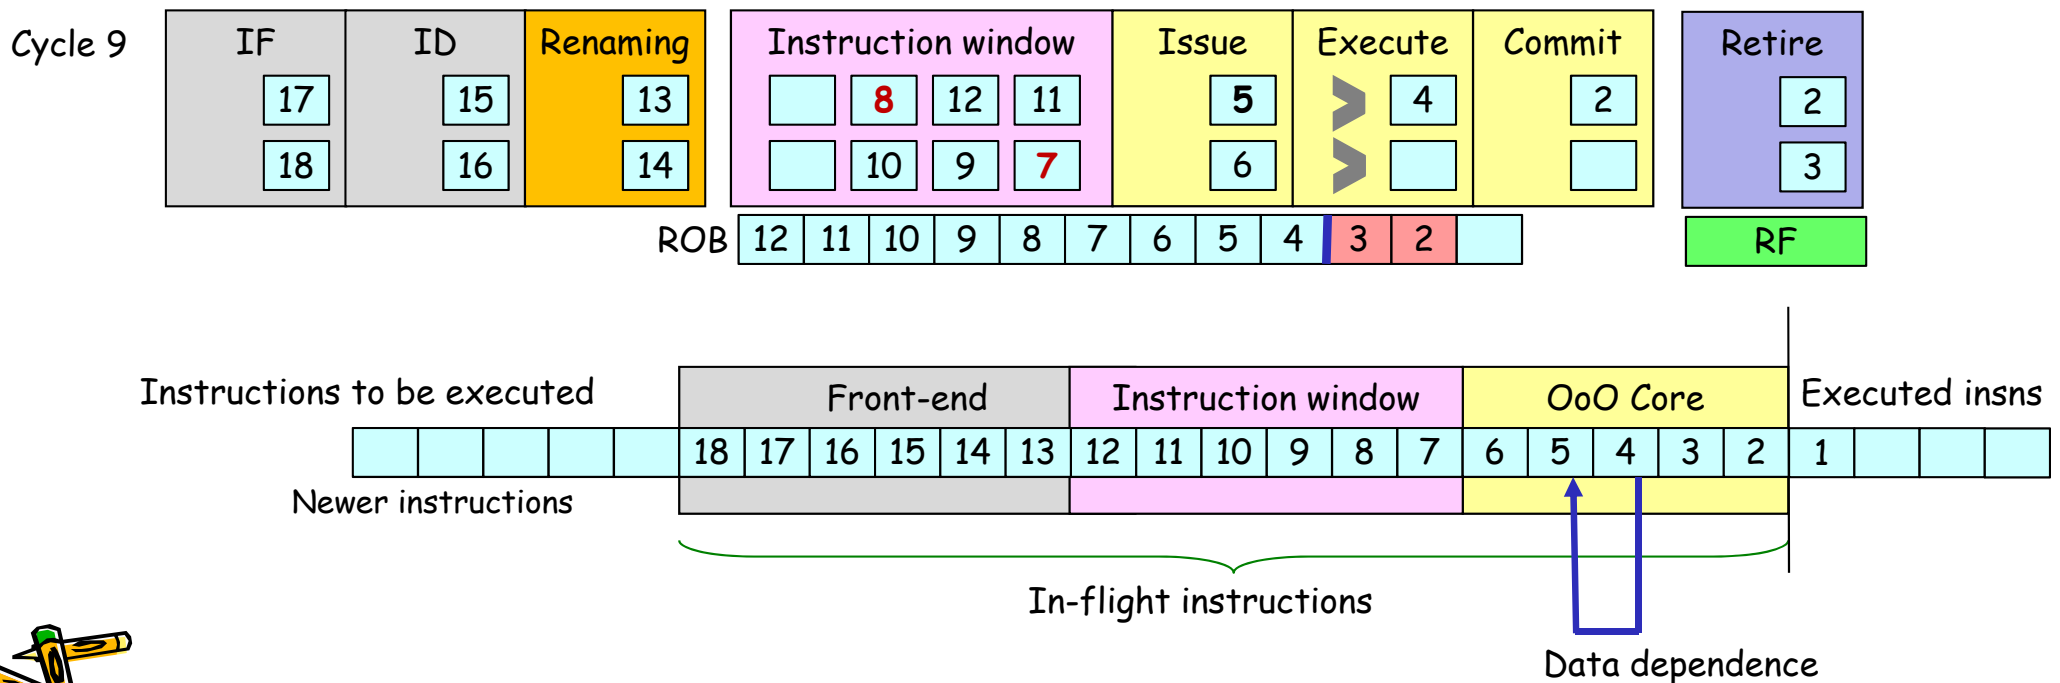 Cycle 9 IF ID Renaming Instruction window Issue Execute Commit Retire
17 15 13 8 12 11 5 4 2 2
18 16 14 10 9 7 6 3
ROB 12 11 10 9 8 7 6 5 4 3 2 RF
Instructions to be executed Front-end Instruction window OoO Core Executed insns
18 17 16 15 14 13 12 11 10 9 8 7 6 5 4 3 2 1
Newer instructions
In-flight instructions
Data dependence